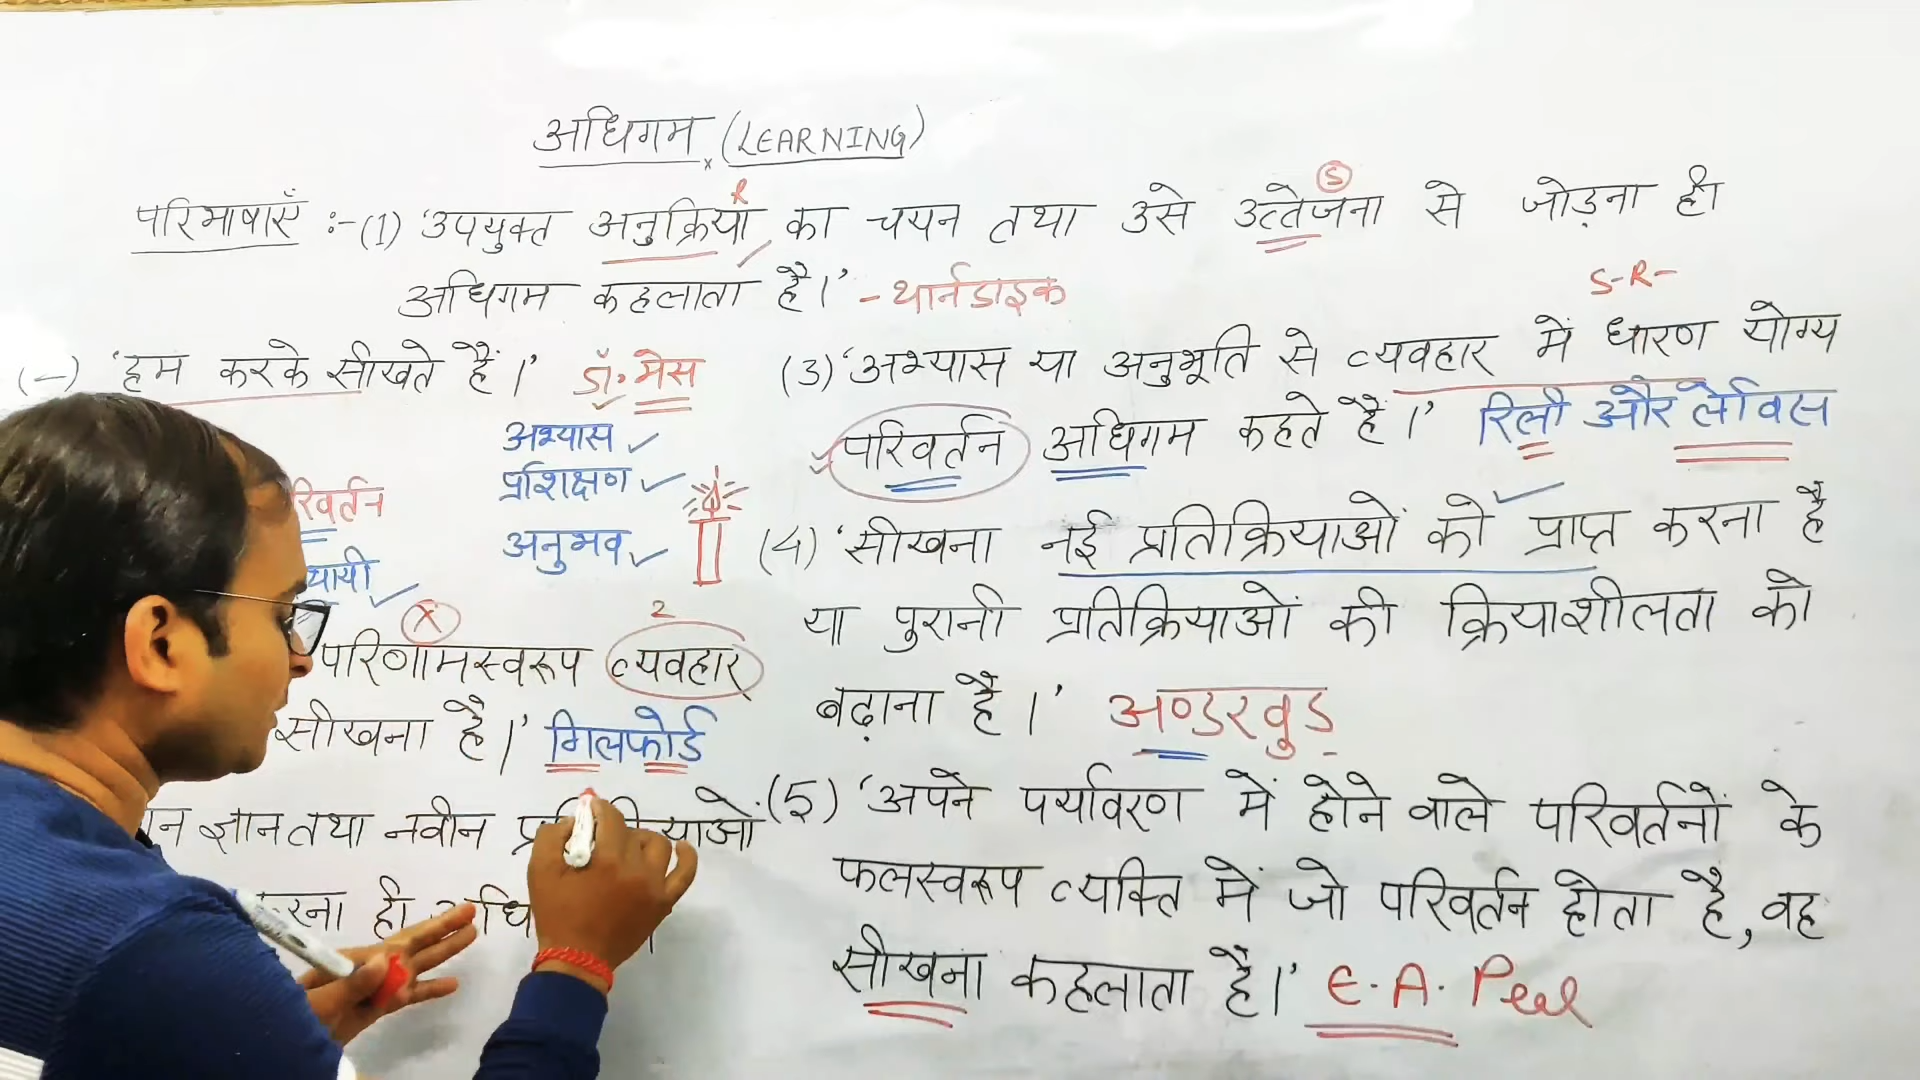 अधिगम (LEARNING)
R
S
परिभाषाएँ :- (1) 'उपयुक्त अनुक्रिया का चयन तथा उसे उत्तेजना से जोड़ना ही
अधिगम कहलाता है।' - थार्नडाइक
S-R-
(-) 'हम करके सीखते हैं।' डॉ. मेस
अभ्यास
प्रशिक्षण
अनुभव
रिवर्तन
थायी
X
2
परिणामस्वरूप व्यवहार
सीखना है।' गिलफोर्ड
ज्ञान तथा नवीन
करना ही
(3) 'अभ्यास या अनुभूति से व्यवहार में धारण योग्य
परिवर्तन अधिगम कहते हैं।' रिली और लेविस
(4) 'सीखना नई प्रतिक्रियाओं को प्राप्त करना है
या पुरानी प्रतिक्रियाओं की क्रियाशीलता को
बढ़ाना है।' अण्डरवुड
(5) 'अपने पर्यावरण में होने वाले परिवर्तनों के
फलस्वरूप व्यक्ति में जो परिवर्तन होता है, वह
सीखना कहलाता है।' E. A. Peel